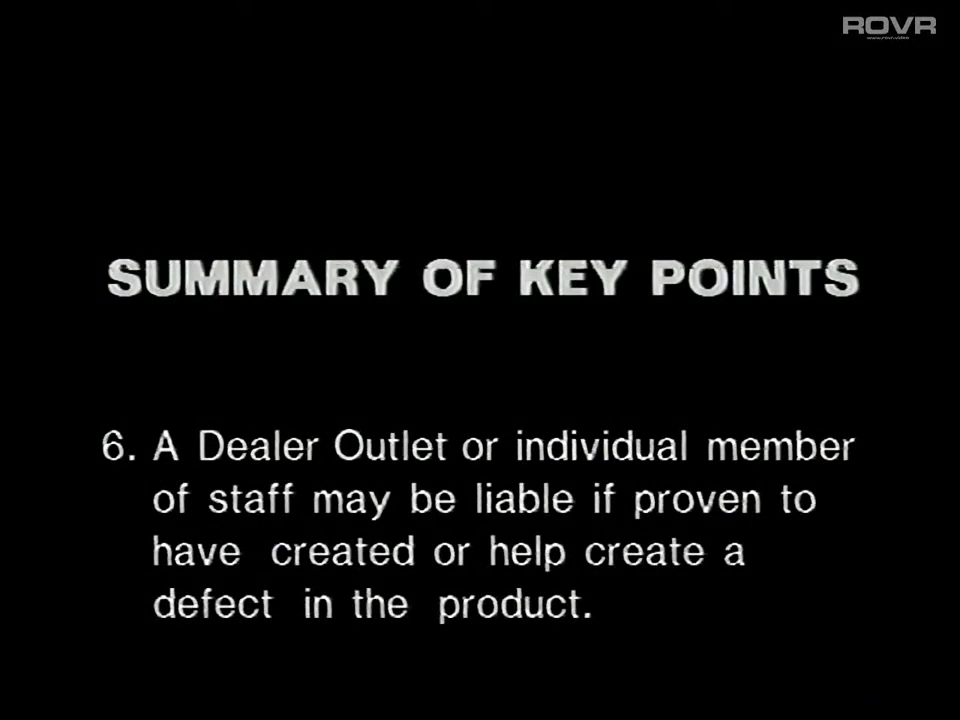 ROVR
SUMMARY OF KEY POINTS
6. A Dealer Outlet or individual member
of staff may be liable if proven to
have created or help create a
defect in the product.